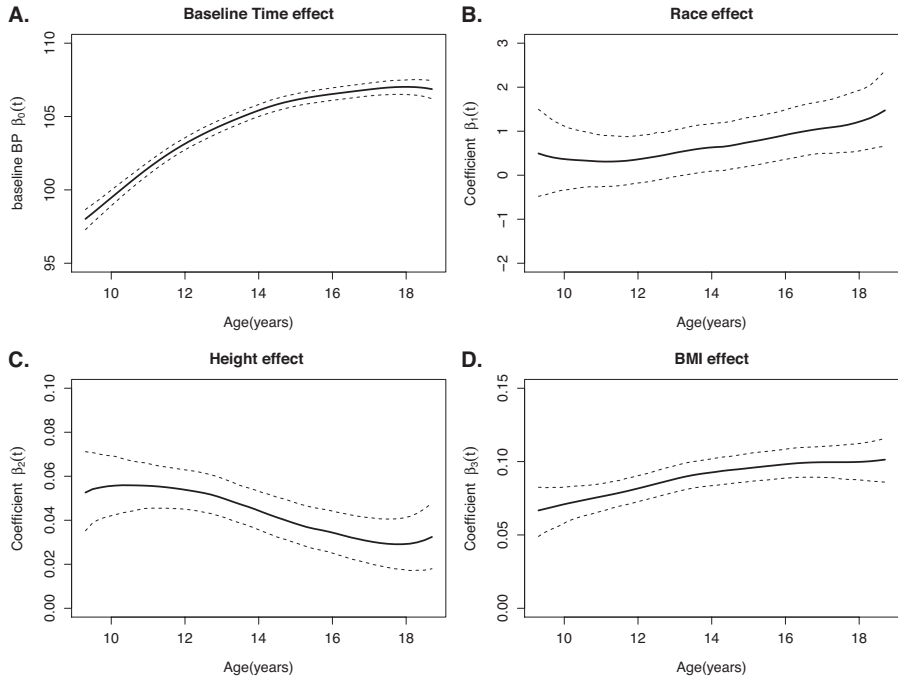 A.
Baseline Time effect
baseline BP β₀(t)
110
105
100
95
10 12 14 16 18
Age(years)
B.
Race effect
Coefficient β₁(t)
3
2
1
0
−1
−2
10 12 14 16 18
Age(years)
C.
Height effect
Coefficient β₂(t)
0.10
0.08
0.06
0.04
0.02
0.00
10 12 14 16 18
Age(years)
D.
BMI effect
Coefficient β₃(t)
0.15
0.10
0.05
0.00
10 12 14 16 18
Age(years)